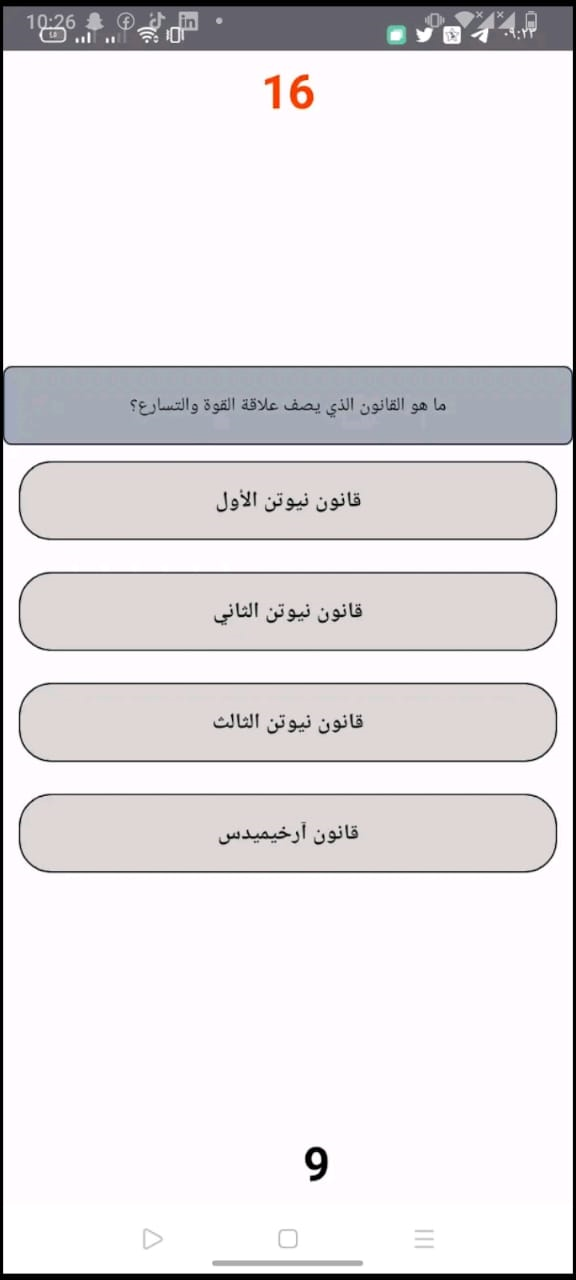 10:26
٠٩:٢٢
16
ما هو القانون الذي يصف علاقة القوة والتسارع؟
قانون نيوتن الأول
قانون نيوتن الثاني
قانون نيوتن الثالث
قانون آرخيميدس
9